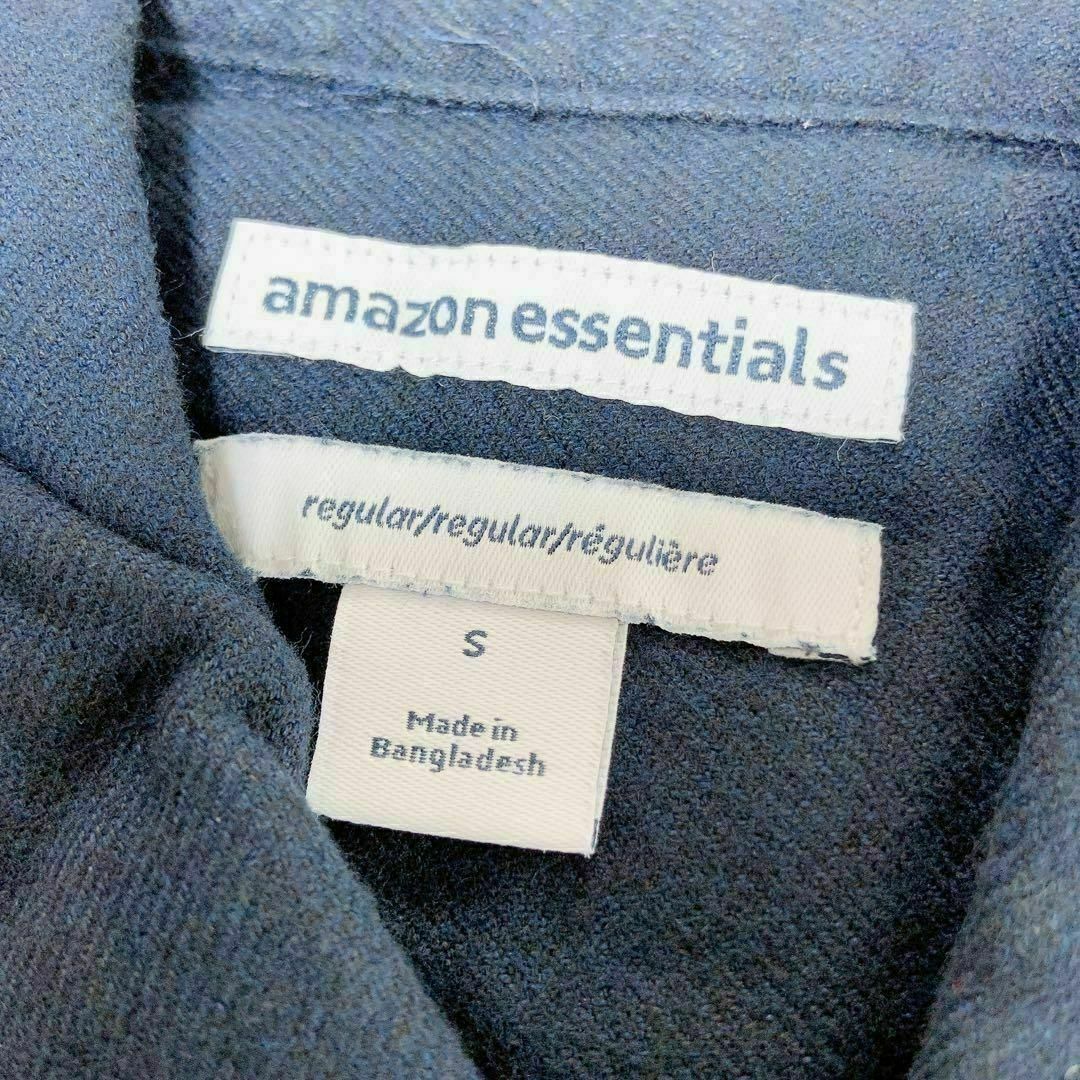 amazon essentials
regular/regular/régulière
S
Made in
Bangladesh